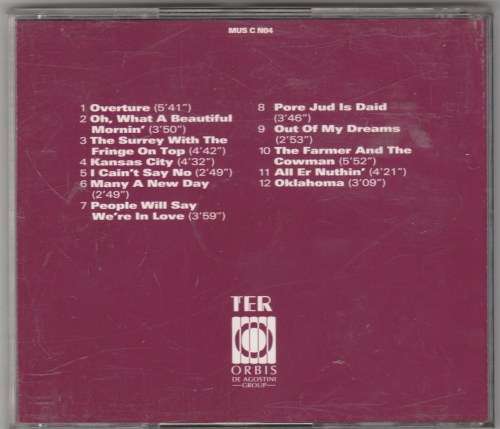 MUS C N04
1 Overture (5'41")
2 Oh, What A Beautiful
Mornin' (3'50")
3 The Surrey With The
Fringe On Top (4'42")
4 Kansas City (4'32")
5 I Cain't Say No (2'49")
6 Many A New Day
(2'49")
7 People Will Say
We're In Love (3'59")
8 Pore Jud Is Daid
(3'46")
9 Out Of My Dreams
(2'53")
10 The Farmer And The
Cowman (5'52")
11 All Er Nuthin' (4'21")
12 Oklahoma (3'09")
TER
ORBIS
DE AGOSTINI
GROUP